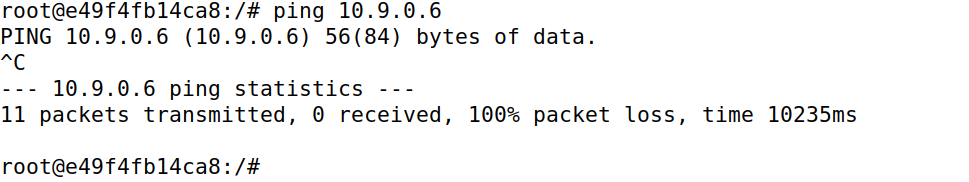 root@e49f4fb14ca8:/# ping 10.9.0.6
PING 10.9.0.6 (10.9.0.6) 56(84) bytes of data.
^C
--- 10.9.0.6 ping statistics ---
11 packets transmitted, 0 received, 100% packet loss, time 10235ms
root@e49f4fb14ca8:/#